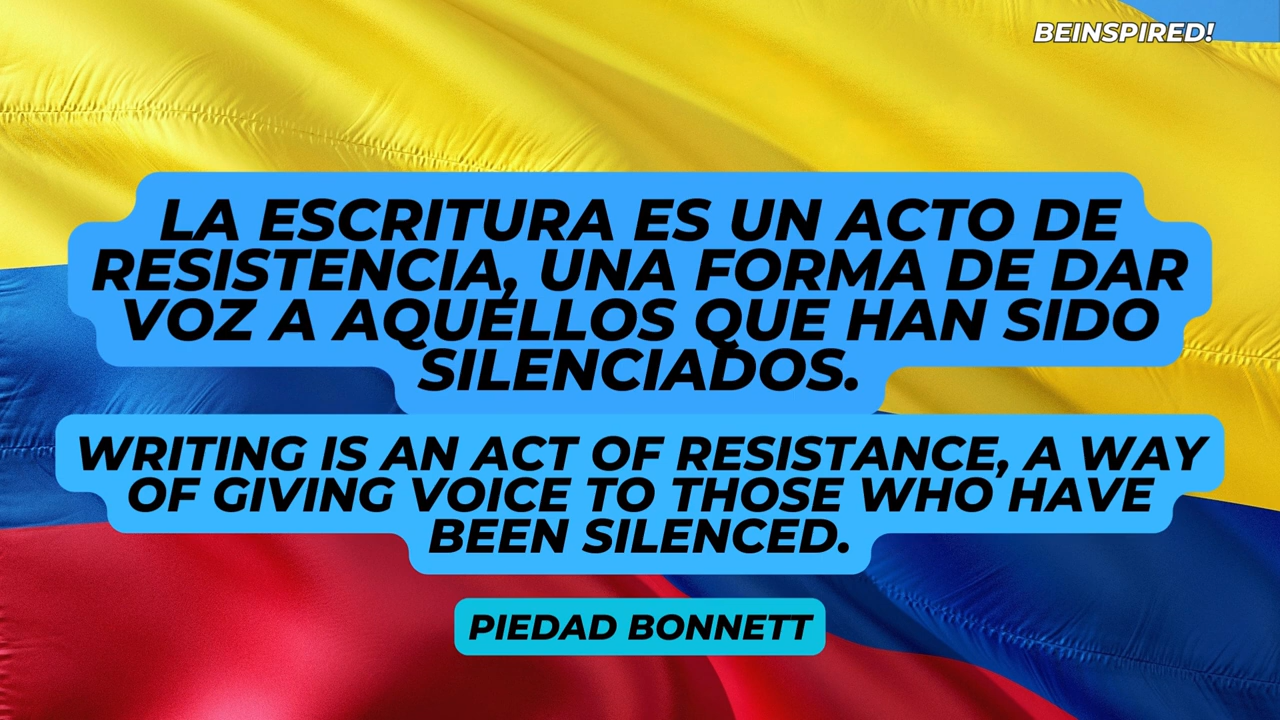 BEINSPIRED!
LA ESCRITURA ES UN ACTO DE
RESISTENCIA, UNA FORMA DE DAR
VOZ A AQUELLOS QUE HAN SIDO
SILENCIADOS.
WRITING IS AN ACT OF RESISTANCE, A WAY
OF GIVING VOICE TO THOSE WHO HAVE
BEEN SILENCED.
PIEDAD BONNETT